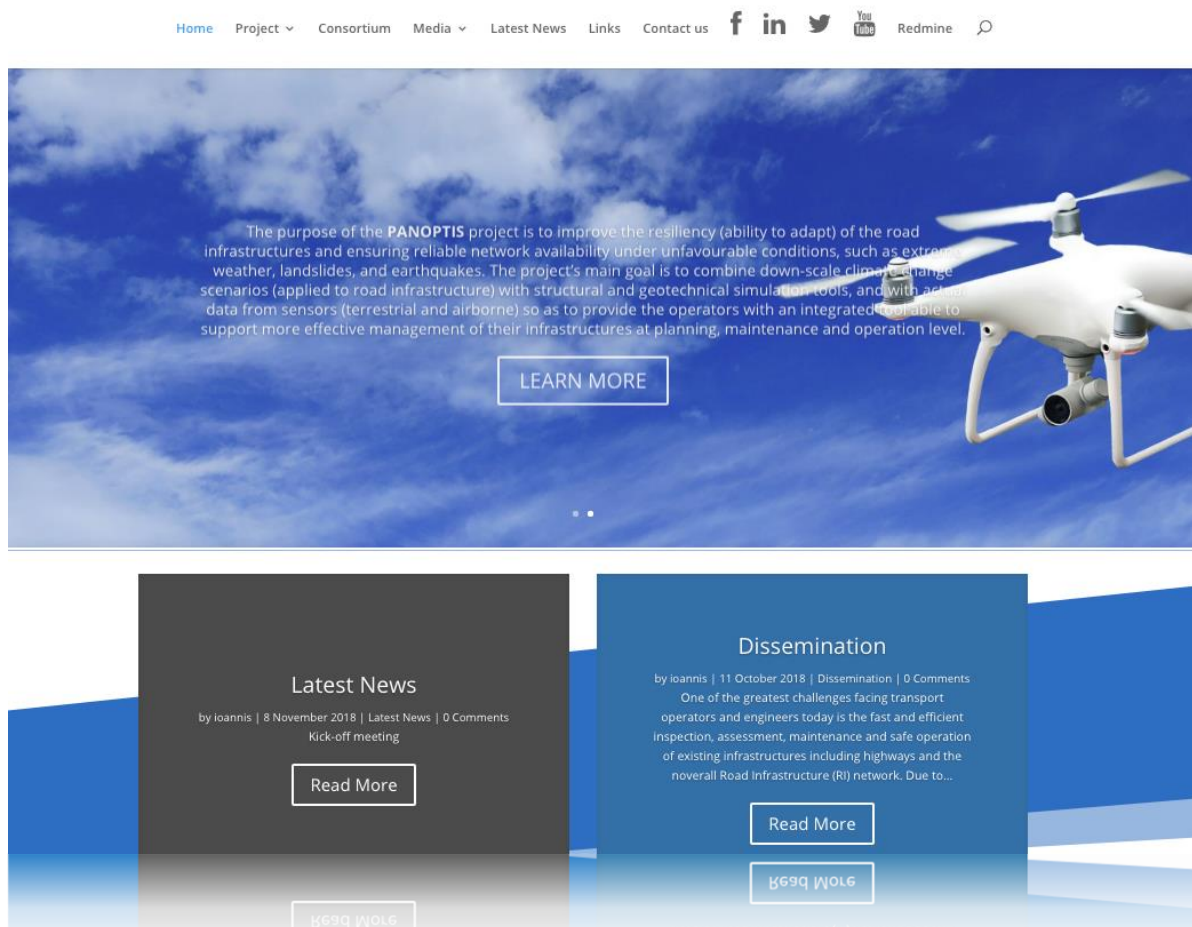 Home Project Consortium Media Latest News Links Contact us f in You Tube Redmine
The purpose of the PANOPTIS project is to improve the resiliency (ability to adapt) of the road
infrastructures and ensuring reliable network availability under unfavourable conditions, such as extreme
weather, landslides, and earthquakes. The project's main goal is to combine down-scale climate change
scenarios (applied to road infrastructure) with structural and geotechnical simulation tools, and with actual
data from sensors (terrestrial and airborne) so as to provide the operators with an integrated tool able to
support more effective management of their infrastructures at planning, maintenance and operation level.
LEARN MORE
Latest News
by ioannis | 8 November 2018 | Latest News | 0 Comments
Kick-off meeting
Read More
Dissemination
by ioannis | 11 October 2018 | Dissemination | 0 Comments
One of the greatest challenges facing transport
operators and engineers today is the fast and efficient
inspection, assessment, maintenance and safe operation
of existing infrastructures including highways and the
noverall Road Infrastructure (RI) network. Due to...
Read More
Read More
Read More